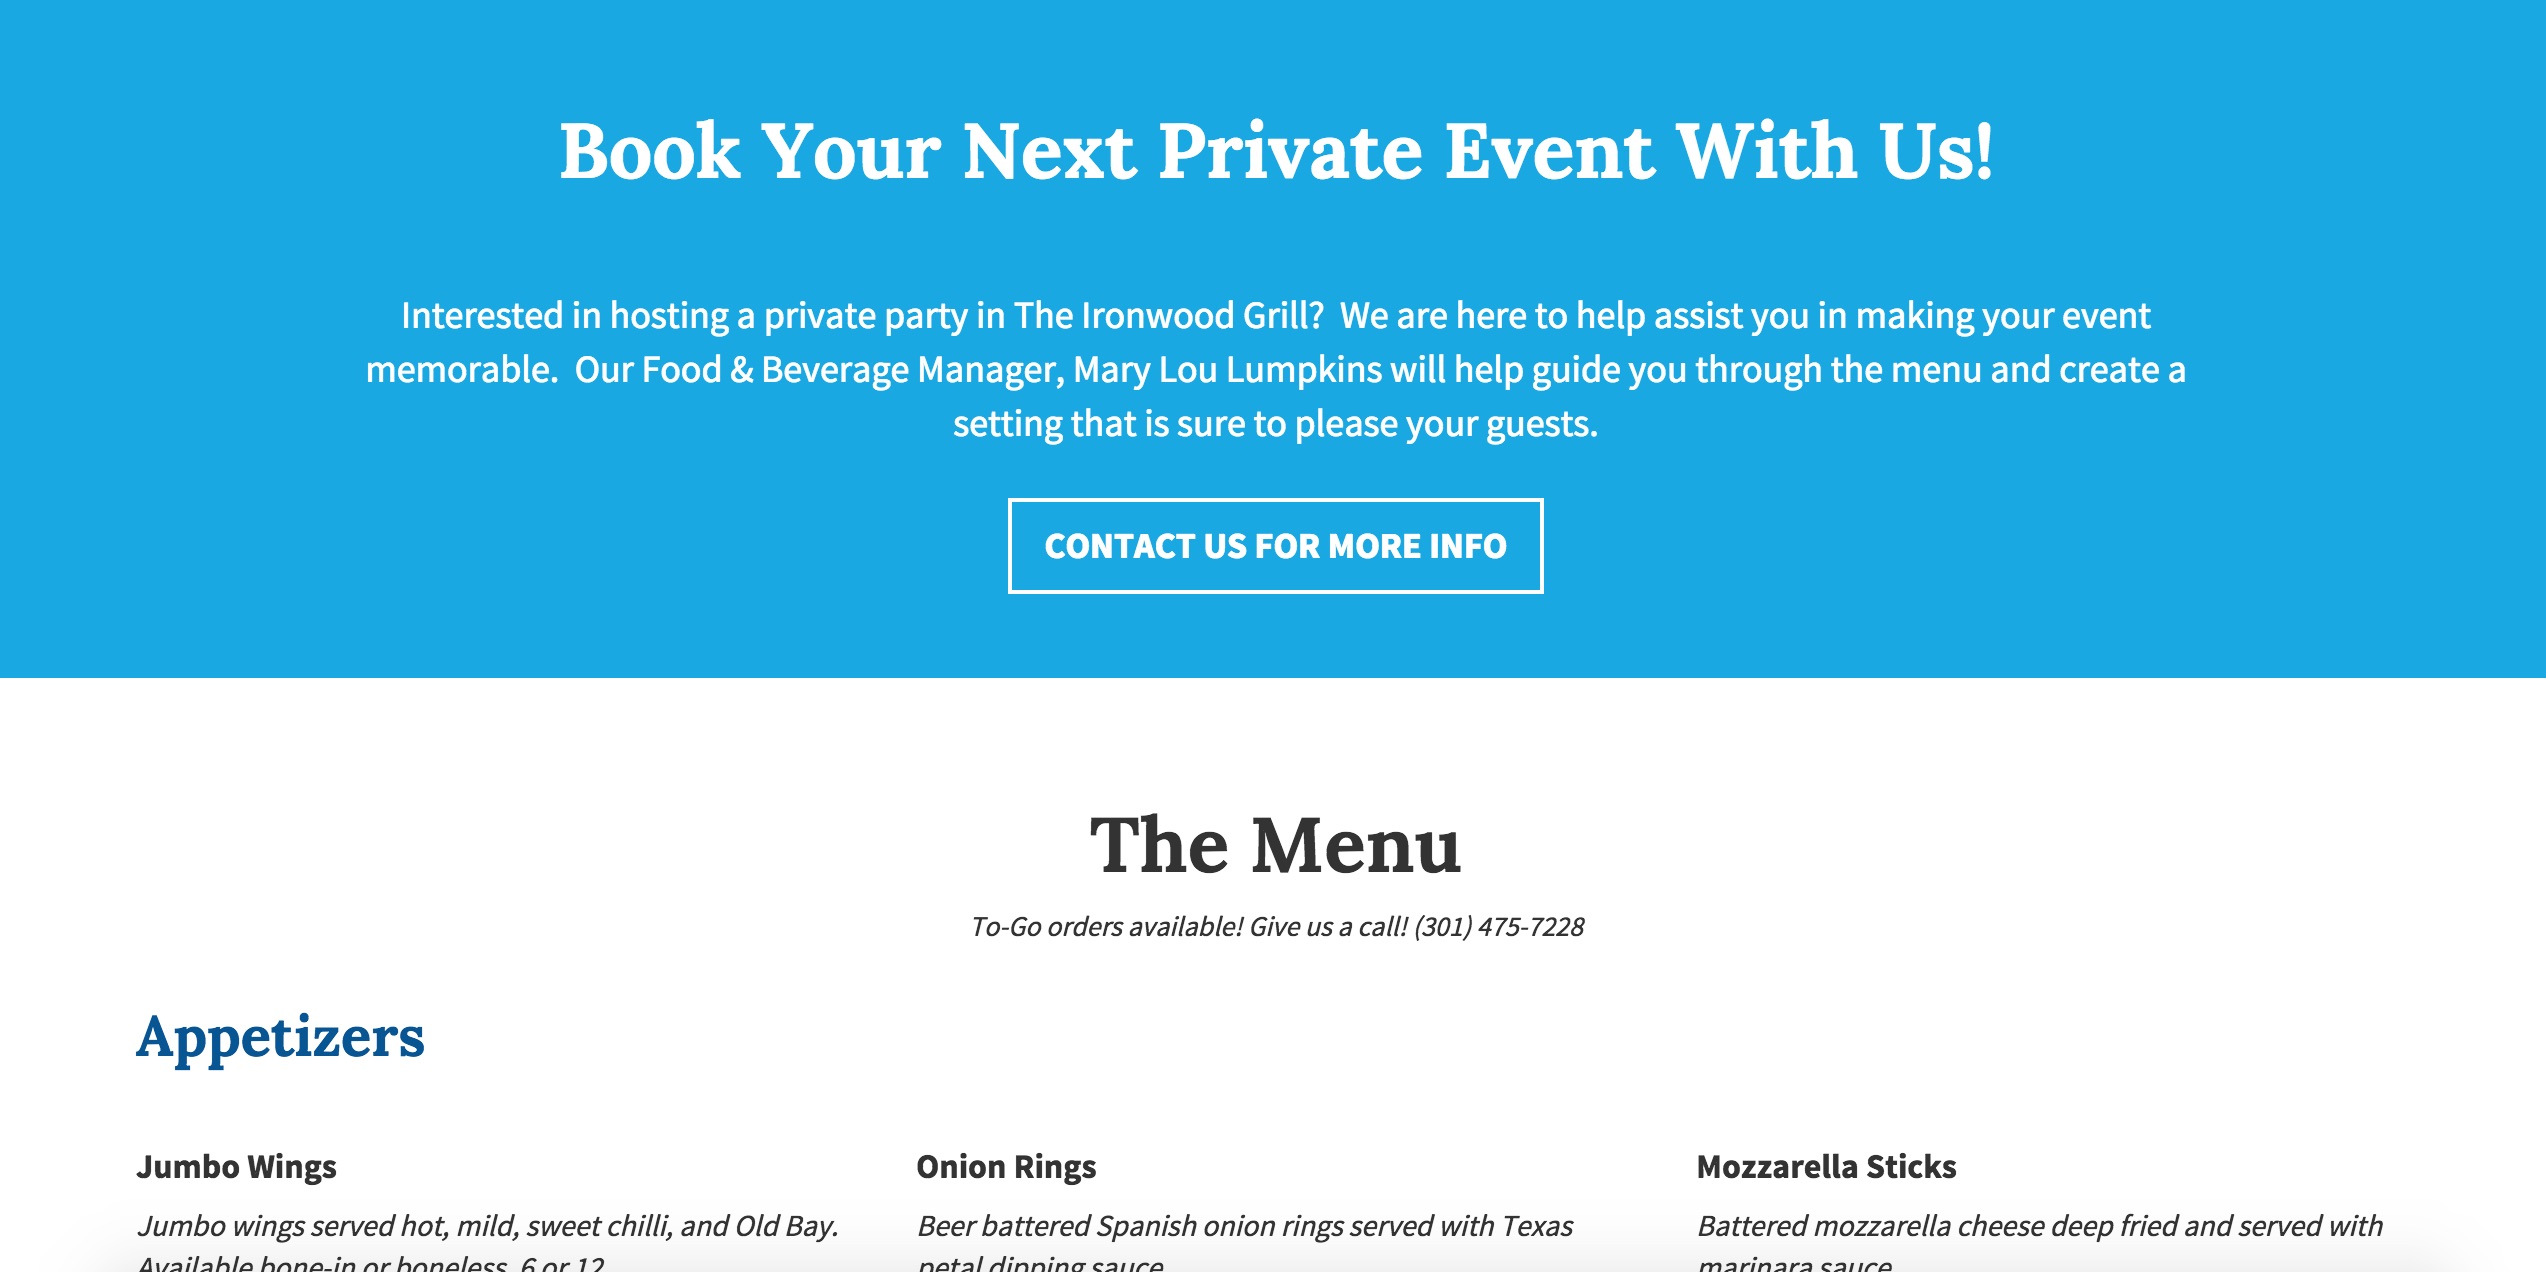 Book Your Next Private Event With Us!
Interested in hosting a private party in The Ironwood Grill?  We are here to help assist you in making your event
memorable.  Our Food & Beverage Manager, Mary Lou Lumpkins will help guide you through the menu and create a
setting that is sure to please your guests.
CONTACT US FOR MORE INFO
The Menu
To-Go orders available! Give us a call! (301) 475-7228
Appetizers
Jumbo Wings
Jumbo wings served hot, mild, sweet chilli, and Old Bay.
Available bone-in or boneless, 6 or 12
Onion Rings
Beer battered Spanish onion rings served with Texas
petal dipping sauce
Mozzarella Sticks
Battered mozzarella cheese deep fried and served with
marinara sauce